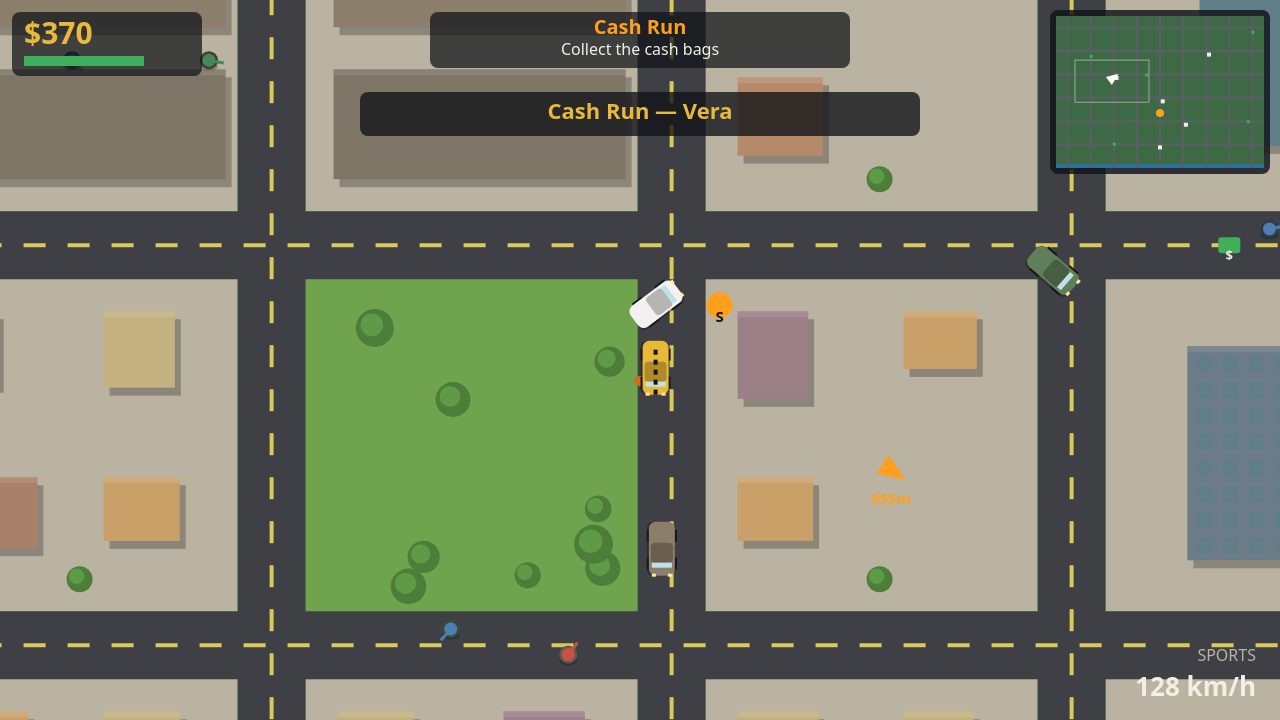 $370
Cash Run
Collect the cash bags
Cash Run — Vera
$
S
995m
SPORTS
128 km/h